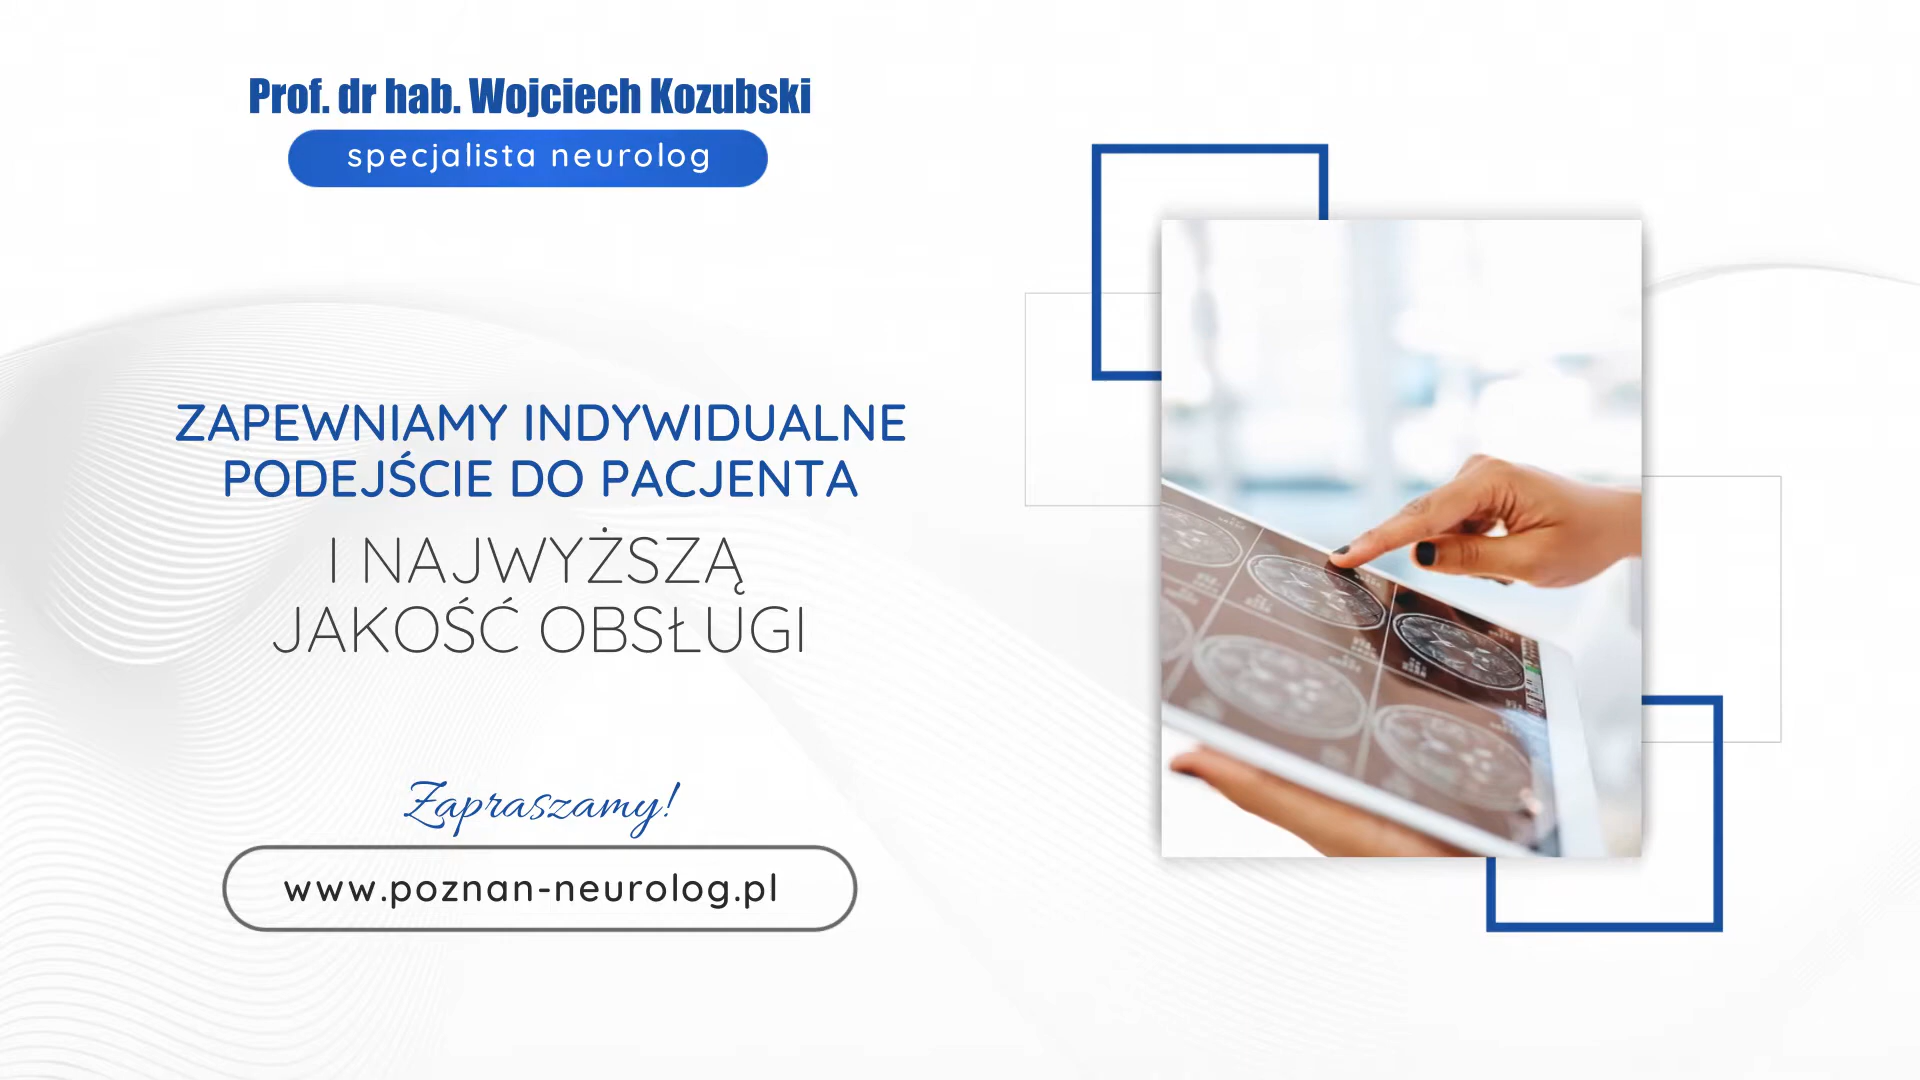 Prof. dr hab. Wojciech Kozubski
specjalista neurolog
ZAPEWNIAMY INDYWIDUALNE
PODEJŚCIE DO PACJENTA
I NAJWYŻSZĄ
JAKOŚĆ OBSŁUGI
Zapraszamy!
www.poznan-neurolog.pl